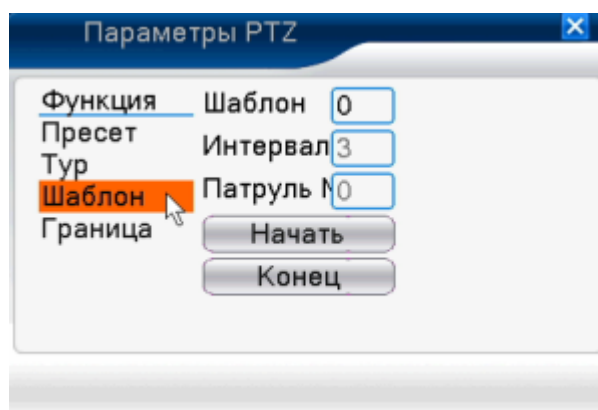 Параметры PTZ
Функция
Пресет
Тур
Шаблон
Граница
Шаблон 0
Интервал 3
Патруль 0
Начать
Конец